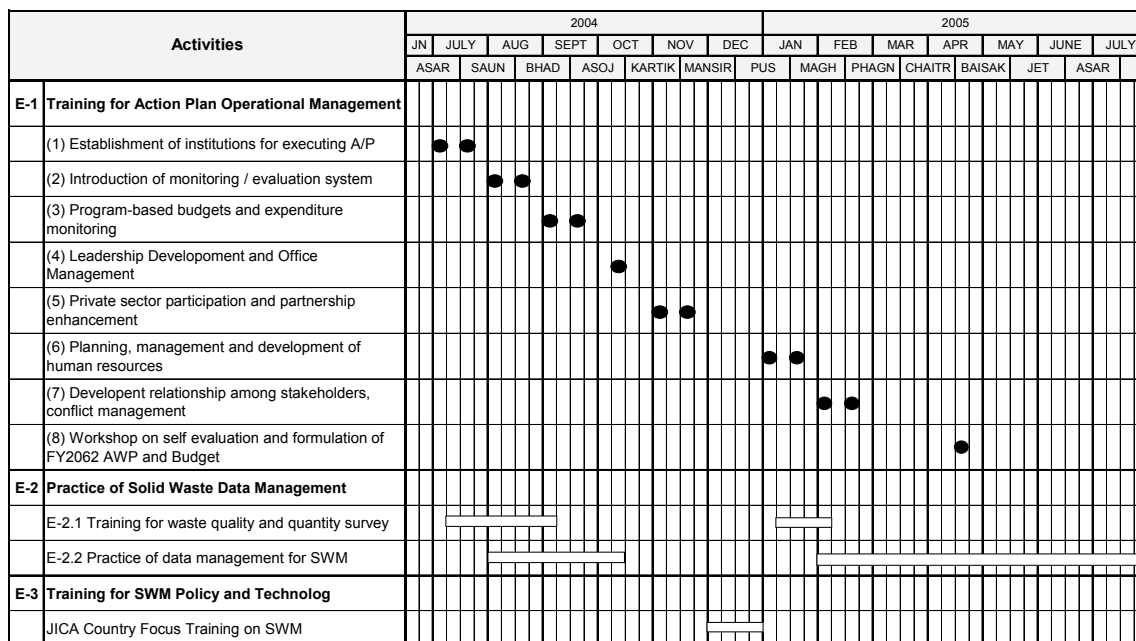 Activities
2004 2005
JN JULY AUG SEPT OCT NOV DEC JAN FEB MAR APR MAY JUNE JULY
ASAR SAUN BHAD ASOJ KARTIK MANSIR PUS MAGH PHAGN CHAITR BAISAK JET ASAR
E-1 Training for Action Plan Operational Management
(1) Establishment of institutions for executing A/P
(2) Introduction of monitoring / evaluation system
(3) Program-based budgets and expenditure
monitoring
(4) Leadership Developoment and Office
Management
(5) Private sector participation and partnership
enhancement
(6) Planning, management and development of
human resources
(7) Developent relationship among stakeholders,
conflict management
(8) Workshop on self evaluation and formulation of
FY2062 AWP and Budget
E-2 Practice of Solid Waste Data Management
E-2.1 Training for waste quality and quantity survey
E-2.2 Practice of data management for SWM
E-3 Training for SWM Policy and Technolog
JICA Country Focus Training on SWM